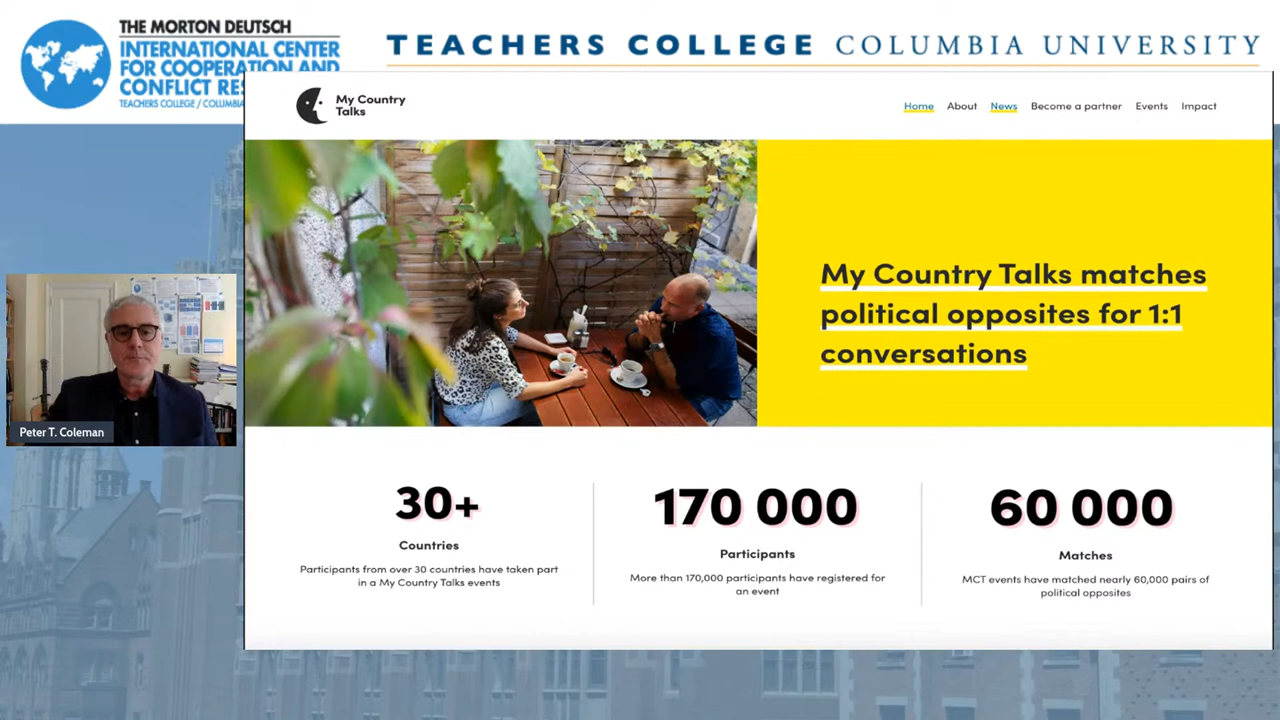 THE MORTON DEUTSCH
INTERNATIONAL CENTER
FOR COOPERATION AND
CONFLICT RES
TEACHERS COLLEGE / COLUMBIA
TEACHERS COLLEGE COLUMBIA UNIVERSITY
My Country
Talks
Home About News Become a partner Events Impact
My Country Talks matches
political opposites for 1:1
conversations
Peter T. Coleman
30+
Countries
Participants from over 30 countries have taken part
in a My Country Talks events
170 000
Participants
More than 170,000 participants have registered for
an event
60 000
Matches
MCT events have matched nearly 60,000 pairs of
political opposites